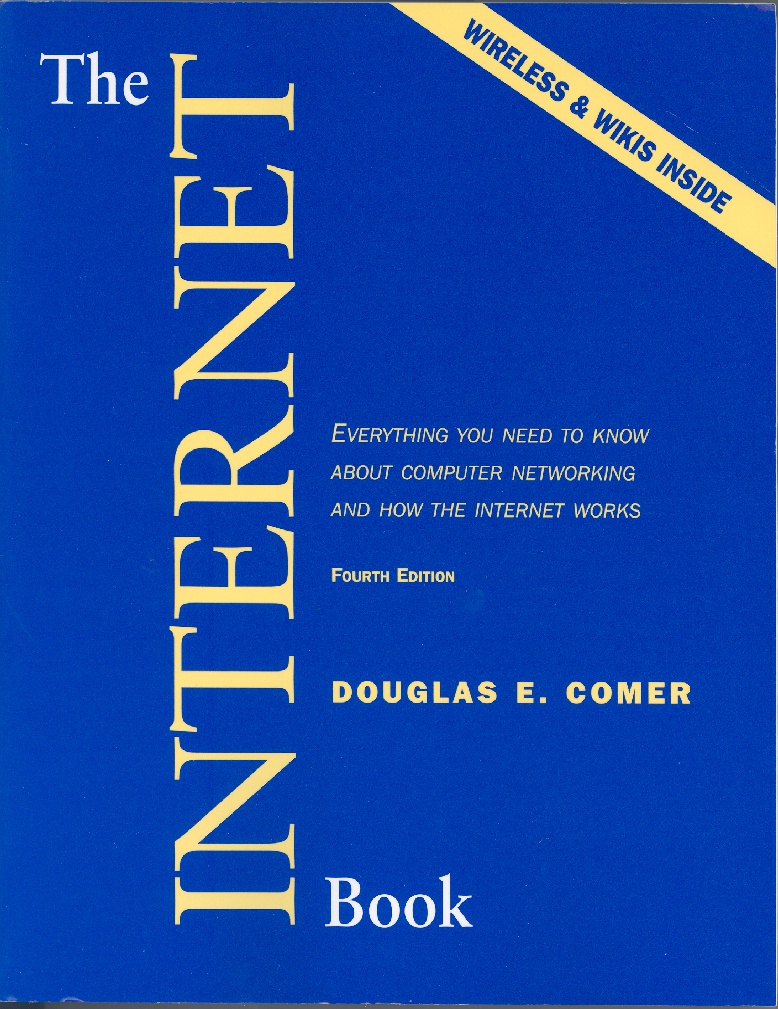 The
INTERNET
Book
WIRELESS & WIKIS INSIDE
EVERYTHING YOU NEED TO KNOW
ABOUT COMPUTER NETWORKING
AND HOW THE INTERNET WORKS
FOURTH EDITION
DOUGLAS E. COMER